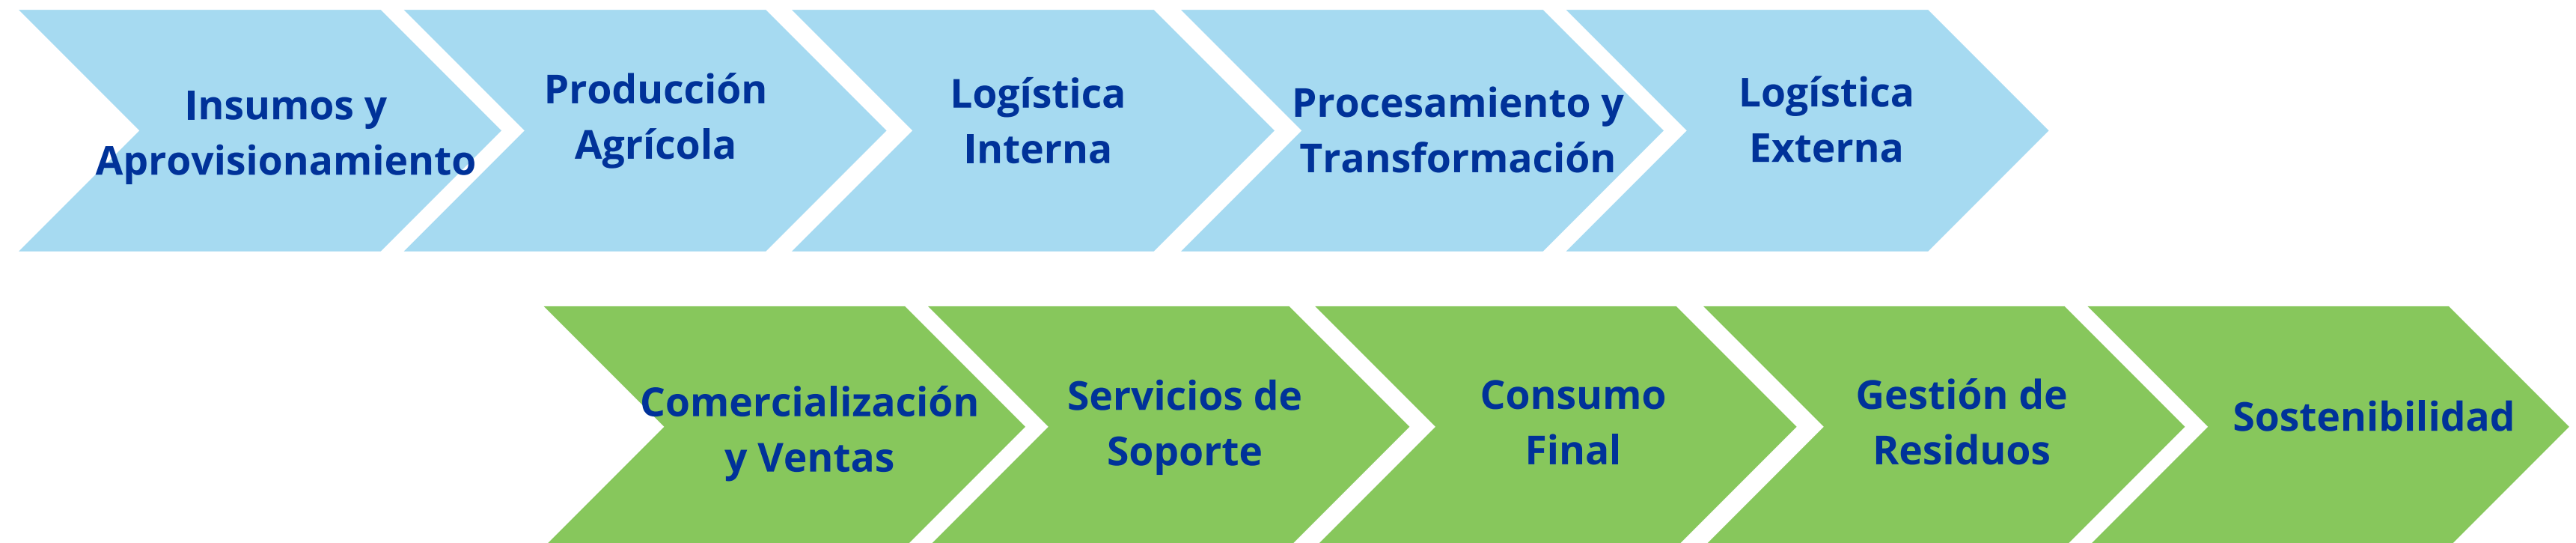 Insumos y
Aprovisionamiento
Producción
Agrícola
Logística
Interna
Procesamiento y
Transformación
Logística
Externa
Comercialización
y Ventas
Servicios de
Soporte
Consumo
Final
Gestión de
Residuos
Sostenibilidad